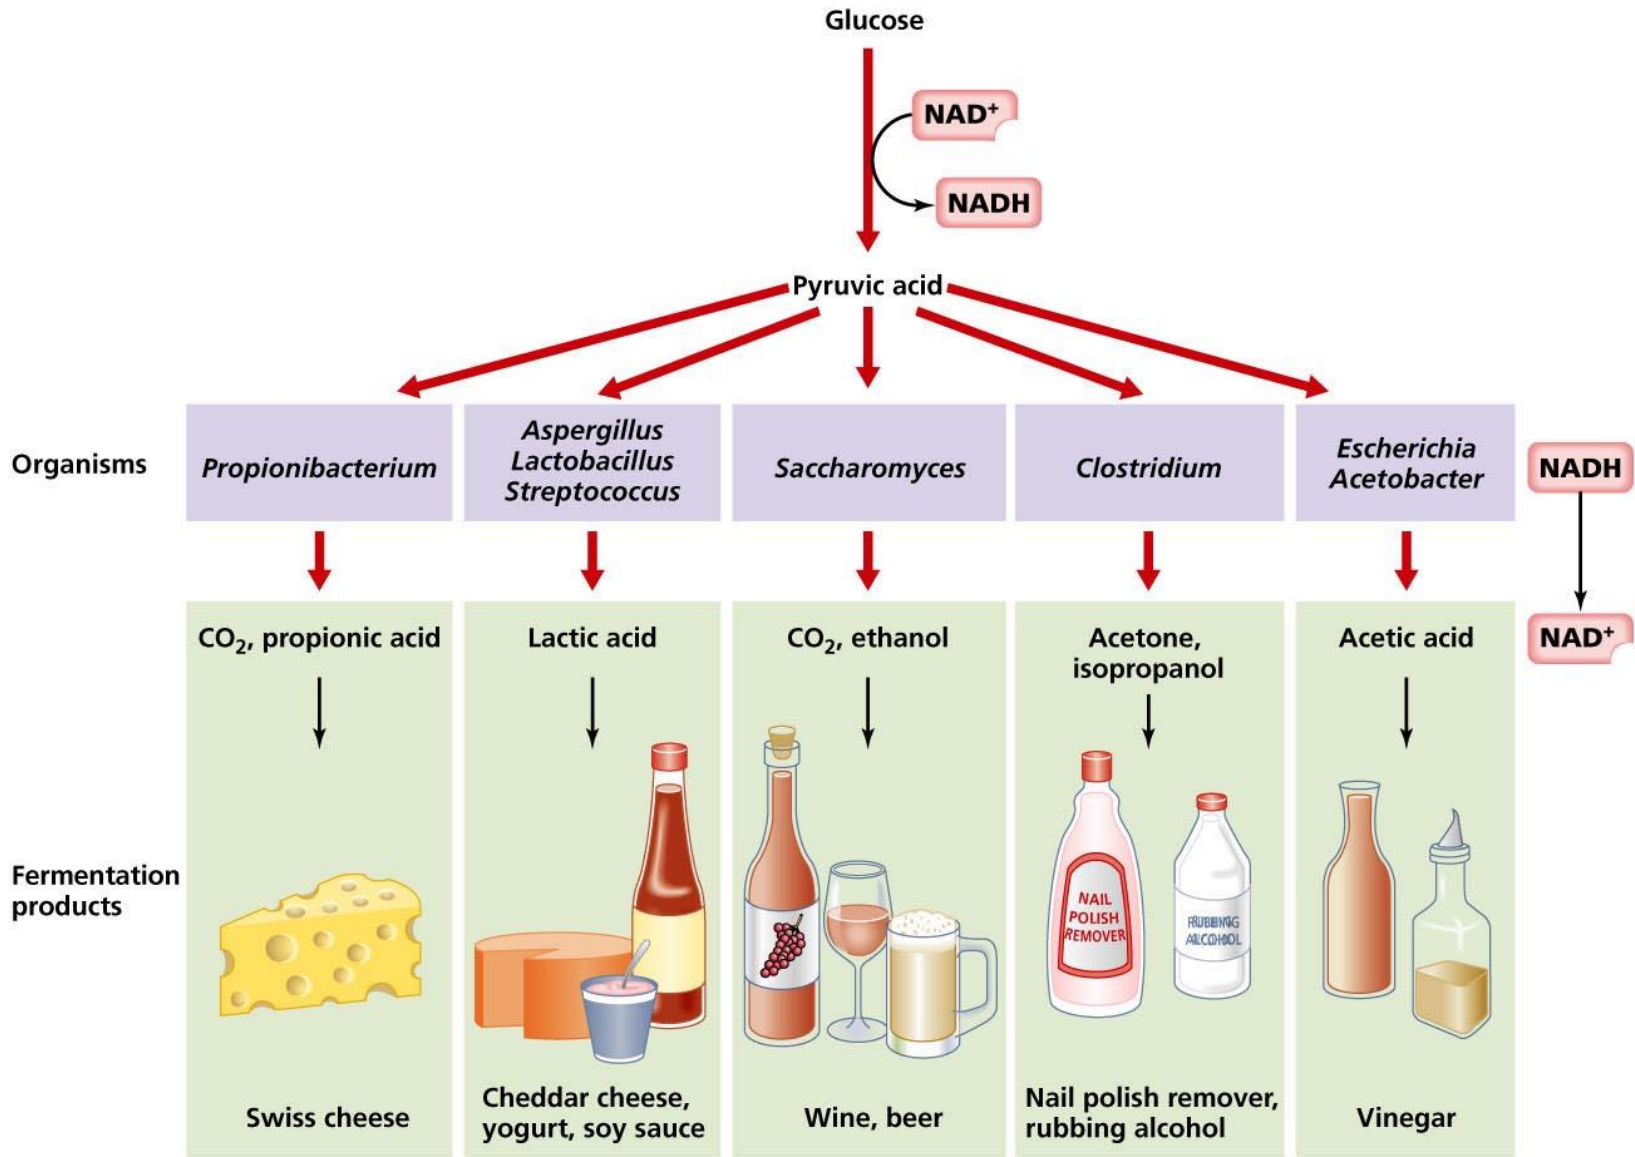 Glucose
NAD⁺
NADH
Pyruvic acid
Organisms
Propionibacterium
Aspergillus
Lactobacillus
Streptococcus
Saccharomyces
Clostridium
Escherichia
Acetobacter
NADH
NAD⁺
CO₂, propionic acid
Lactic acid
CO₂, ethanol
Acetone,
isopropanol
Acetic acid
Fermentation
products
NAIL
POLISH
REMOVER
RUBBING
ALCOHOL
Swiss cheese
Cheddar cheese,
yogurt, soy sauce
Wine, beer
Nail polish remover,
rubbing alcohol
Vinegar